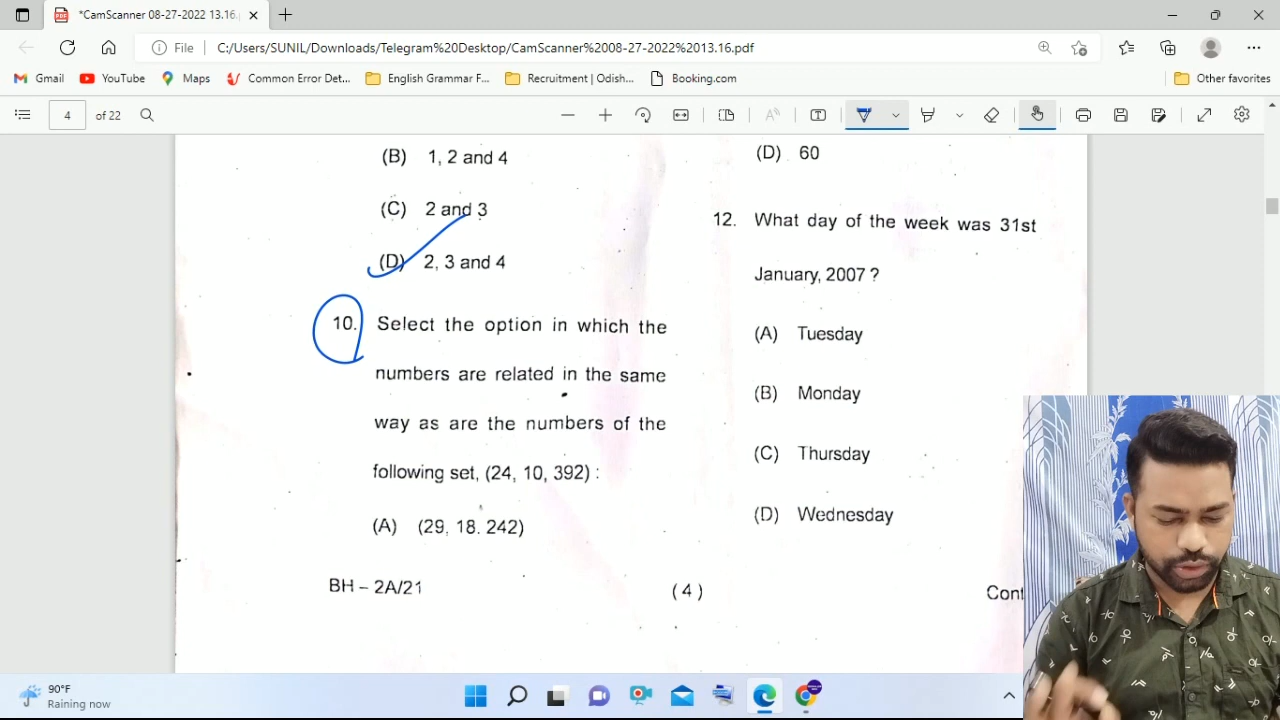 *CamScanner 08-27-2022 13.16.
File
C:/Users/SUNIL/Downloads/Telegram%20Desktop/CamScanner%2008-27-2022%2013.16.pdf
Gmail
YouTube
Maps
Common Error Det...
English Grammar F...
Recruitment | Odish...
Booking.com
Other favorites
4
of 22
(B) 1, 2 and 4
(C) 2 and 3
(D) 2, 3 and 4
10. Select the option in which the
numbers are related in the same
way as are the numbers of the
following set, (24, 10, 392) :
(A) (29, 18. 242)
BH – 2A/21
(D) 60
12. What day of the week was 31st
January, 2007 ?
(A) Tuesday
(B) Monday
(C) Thursday
(D) Wednesday
( 4 )
Cont
90°F
Raining now